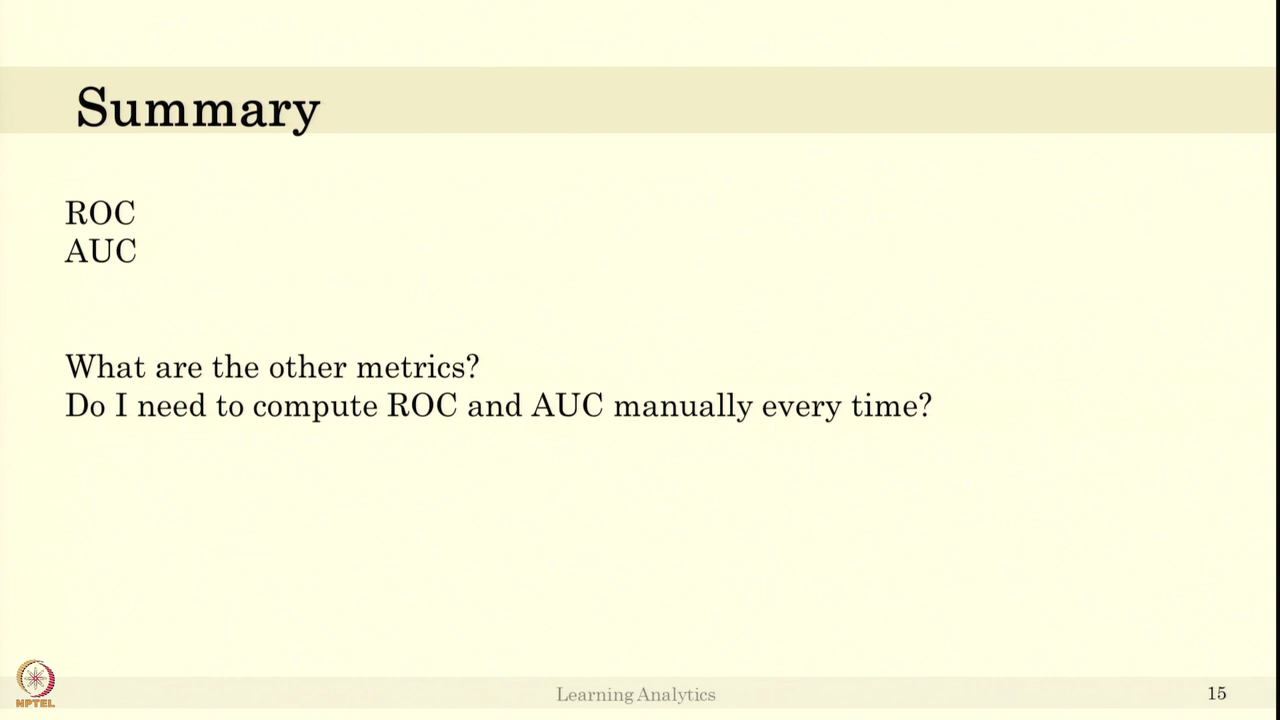 Summary
ROC
AUC
What are the other metrics?
Do I need to compute ROC and AUC manually every time?
NPTEL
Learning Analytics
15